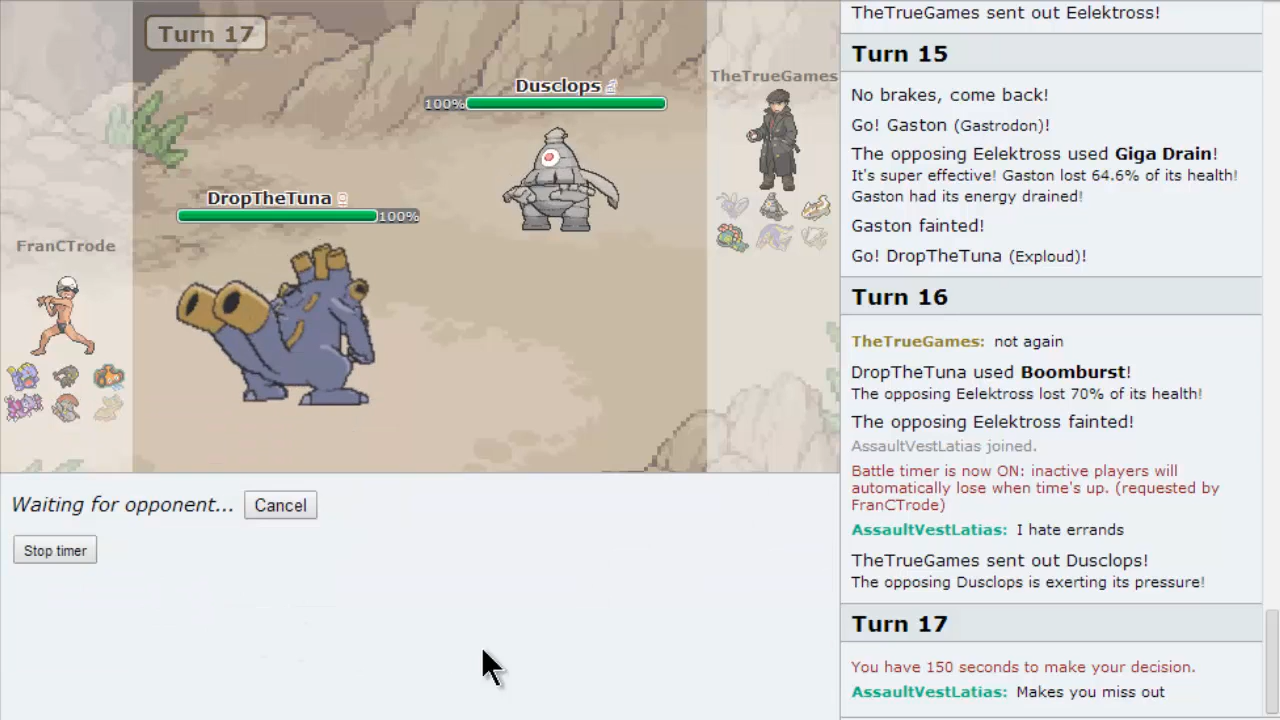 Turn 17
Dusclops
100%
TheTrueGames
DropTheTuna
100%
FranCTrode
Waiting for opponent... Cancel
Stop timer
TheTrueGames sent out Eelektross!
Turn 15
No brakes, come back!
Go! Gaston (Gastrodon)!
The opposing Eelektross used Giga Drain!
It's super effective! Gaston lost 64.6% of its health!
Gaston had its energy drained!
Gaston fainted!
Go! DropTheTuna (Exploud)!
Turn 16
TheTrueGames: not again
DropTheTuna used Boomburst!
The opposing Eelektross lost 70% of its health!
The opposing Eelektross fainted!
AssaultVestLatias joined.
Battle timer is now ON: inactive players will
automatically lose when time's up. (requested by
FranCTrode)
AssaultVestLatias: I hate errands
TheTrueGames sent out Dusclops!
The opposing Dusclops is exerting its pressure!
Turn 17
You have 150 seconds to make your decision.
AssaultVestLatias: Makes you miss out